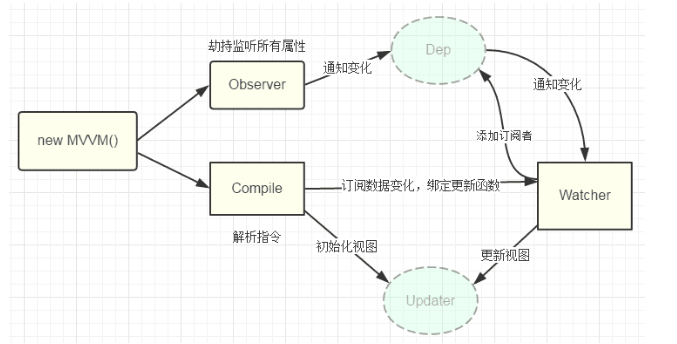 劫持监听所有属性
Dep
Observer
通知变化
通知变化
new MVVM()
添加订阅者
Compile
订阅数据变化，绑定更新函数
Watcher
解析指令
初始化视图
更新视图
Updater